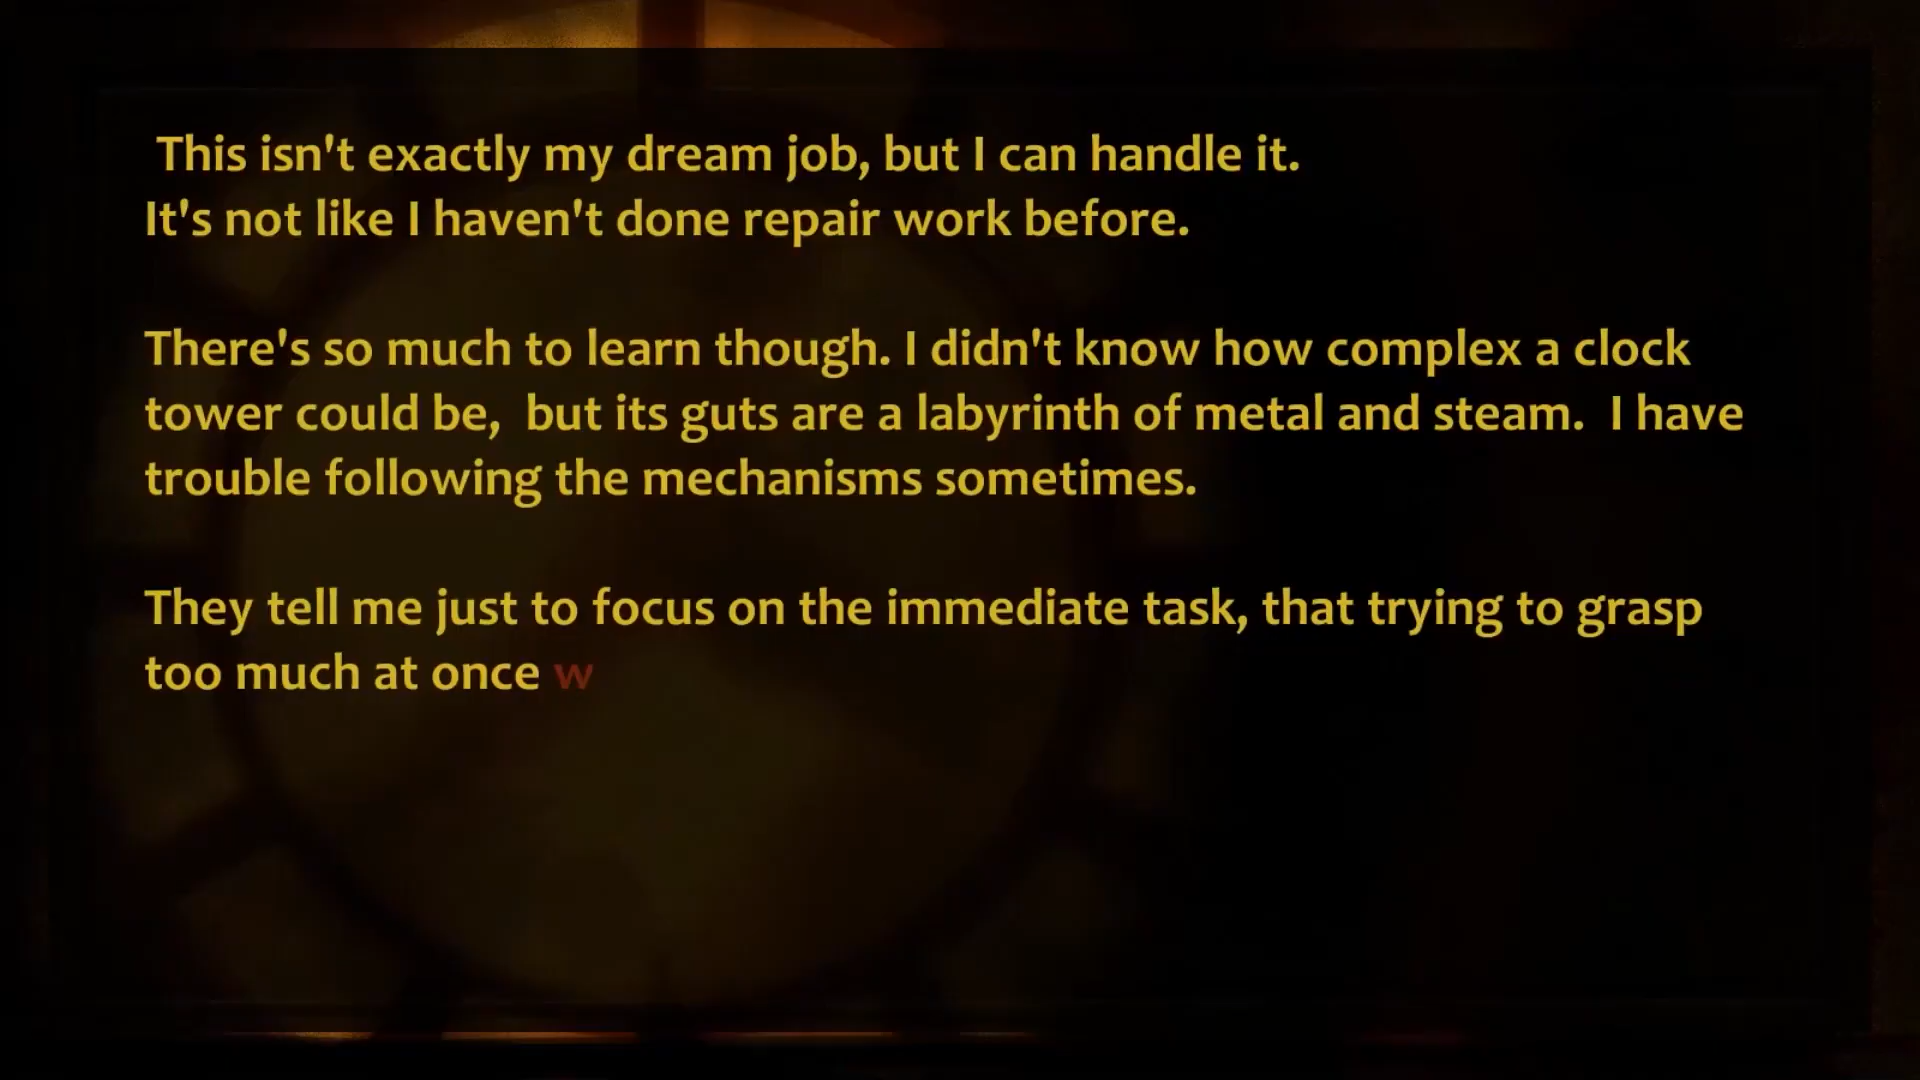 This isn't exactly my dream job, but I can handle it.
It's not like I haven't done repair work before.
There's so much to learn though. I didn't know how complex a clock
tower could be,  but its guts are a labyrinth of metal and steam.  I have
trouble following the mechanisms sometimes.
They tell me just to focus on the immediate task, that trying to grasp
too much at once w